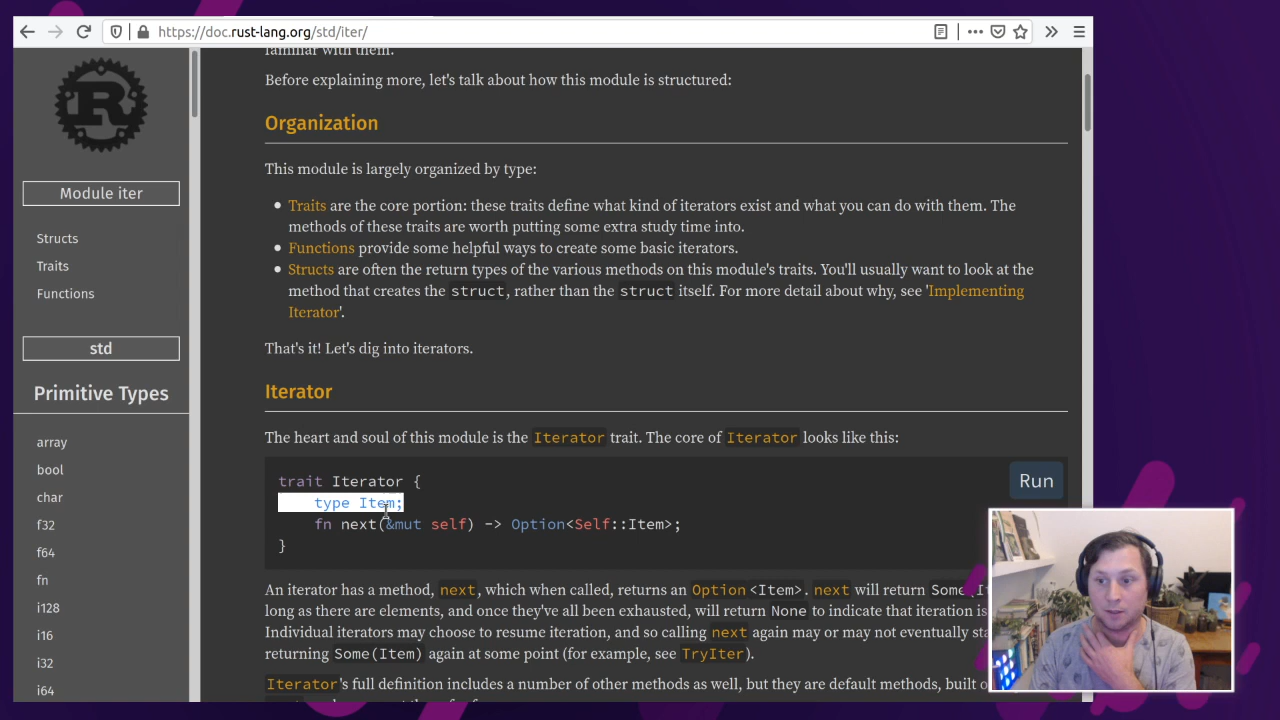 https://doc.rust-lang.org/std/iter/
familiar with them.
Before explaining more, let's talk about how this module is structured:
Organization
This module is largely organized by type:
• Traits are the core portion: these traits define what kind of iterators exist and what you can do with them. The
methods of these traits are worth putting some extra study time into.
• Functions provide some helpful ways to create some basic iterators.
• Structs are often the return types of the various methods on this module's traits. You'll usually want to look at the
method that creates the struct, rather than the struct itself. For more detail about why, see 'Implementing
Iterator'.
That's it! Let's dig into iterators.
Iterator
The heart and soul of this module is the Iterator trait. The core of Iterator looks like this:
Run
trait Iterator {
type Item;
fn next(&mut self) -> Option<Self::Item>;
}
An iterator has a method, next, which when called, returns an Option<Item>. next will return
long as there are elements, and once they've all been exhausted, will return None to indicate that iteration is
Individual iterators may choose to resume iteration, and so calling next again may or may not eventually
returning Some(Item) again at some point (for example, see TryIter).
Iterator's full definition includes a number of other methods as well, but they are default methods, built
R
Module iter
Structs
Traits
Functions
std
Primitive Types
array
bool
char
f32
f64
fn
i128
i16
i32
i64